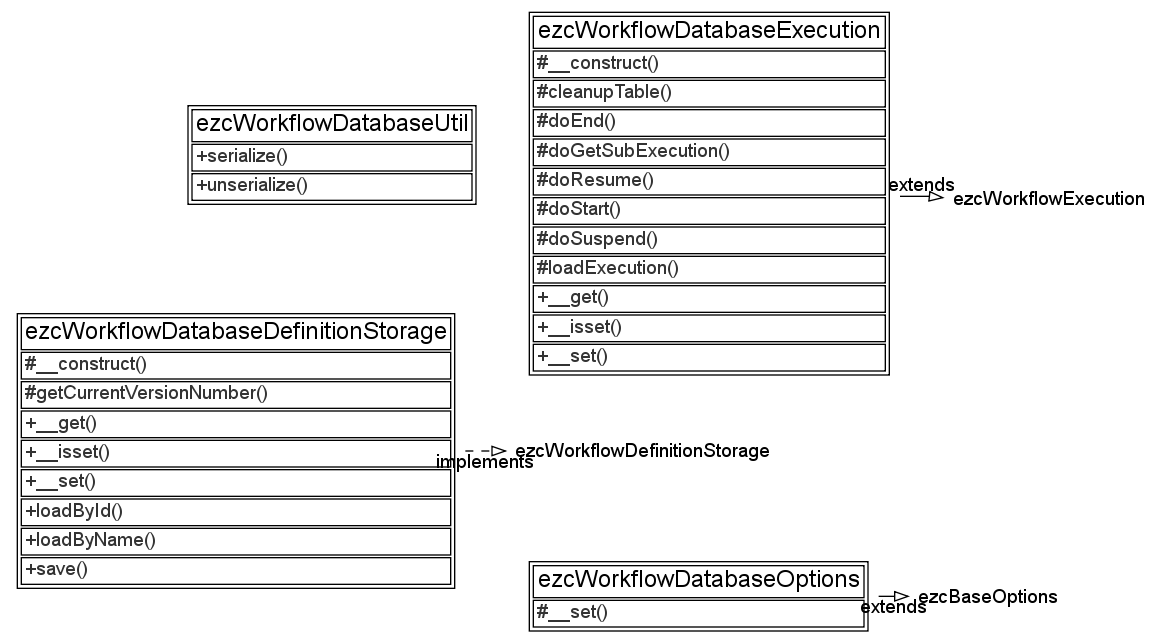 ezcWorkflowDatabaseExecution
#__construct()
#cleanupTable()
#doEnd()
#doGetSubExecution()
#doResume()
#doStart()
#doSuspend()
#loadExecution()
+__get()
+__isset()
+__set()
extends
ezcWorkflowExecution
ezcWorkflowDatabaseUtil
+serialize()
+unserialize()
ezcWorkflowDatabaseDefinitionStorage
#__construct()
#getCurrentVersionNumber()
+__get()
+__isset()
+__set()
+loadById()
+loadByName()
+save()
implements
ezcWorkflowDefinitionStorage
ezcWorkflowDatabaseOptions
#__set()
extends
ezcBaseOptions